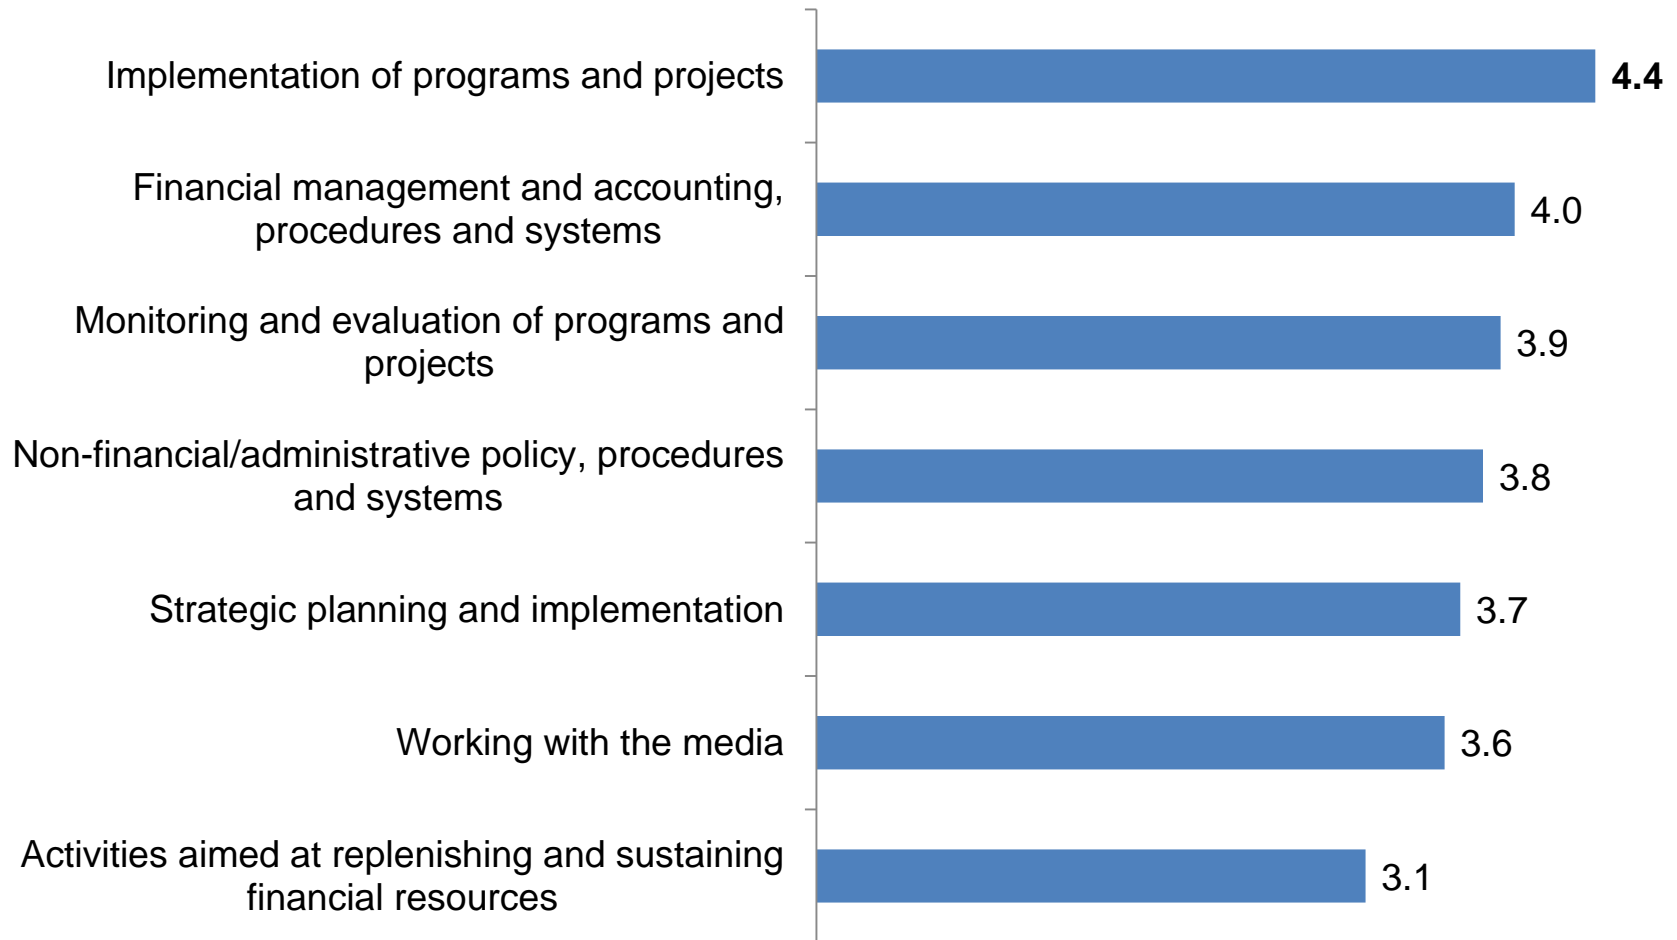 Implementation of programs and projects
4.4
Financial management and accounting,
procedures and systems
4.0
Monitoring and evaluation of programs and
projects
3.9
Non-financial/administrative policy, procedures
and systems
3.8
Strategic planning and implementation
3.7
Working with the media
3.6
Activities aimed at replenishing and sustaining
financial resources
3.1